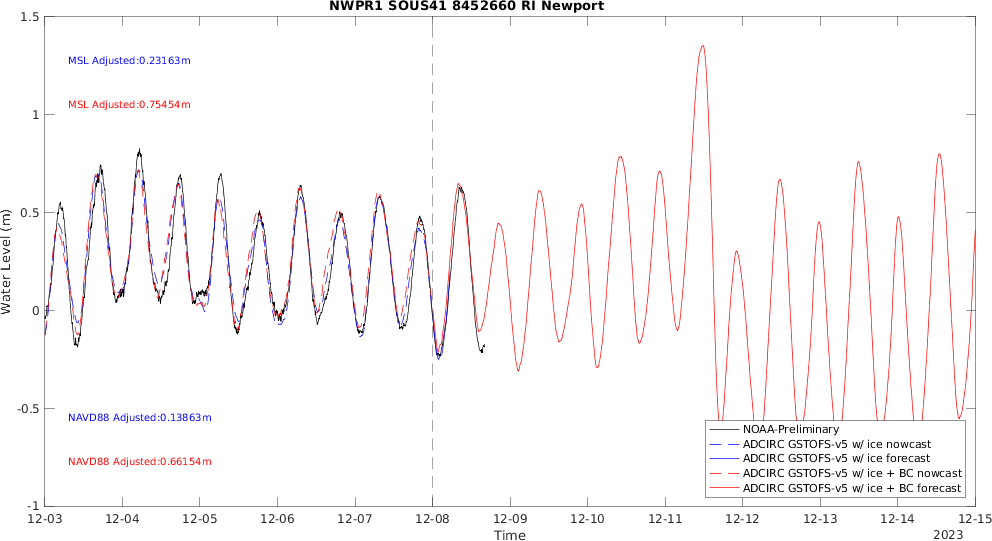 NWPR1 SOUS41 8452660 RI Newport
1.5
MSL Adjusted:0.23163m
MSL Adjusted:0.75454m
1
0.5
Water Level (m)
0
-0.5
NAVD88 Adjusted:0.13863m
NAVD88 Adjusted:0.66154m
NOAA-Preliminary
ADCIRC GSTOFS-v5 w/ ice nowcast
ADCIRC GSTOFS-v5 w/ ice forecast
ADCIRC GSTOFS-v5 w/ ice + BC nowcast
ADCIRC GSTOFS-v5 w/ ice + BC forecast
-1
12-03 12-04 12-05 12-06 12-07 12-08 12-09 12-10 12-11 12-12 12-13 12-14 12-15
Time
2023